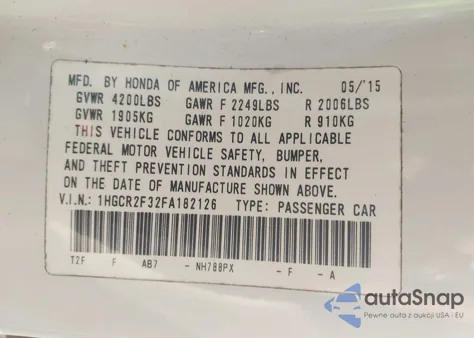 MFD. BY HONDA OF AMERICA MFG., INC. 05/'15
GVWR 4200LBS GAWR F 2249LBS R 2006LBS
GVWR 1905KG GAWR F 1020KG R 910KG
THIS VEHICLE CONFORMS TO ALL APPLICABLE
FEDERAL MOTOR VEHICLE SAFETY, BUMPER,
AND THEFT PREVENTION STANDARDS IN EFFECT
ON THE DATE OF MANUFACTURE SHOWN ABOVE.
V.I.N.: 1HGCR2F32FA182126 TYPE: PASSENGER CAR
T2F F AB7 - NH788PX - F - A
autoSnap
Pewne auta z aukcji USA i EU